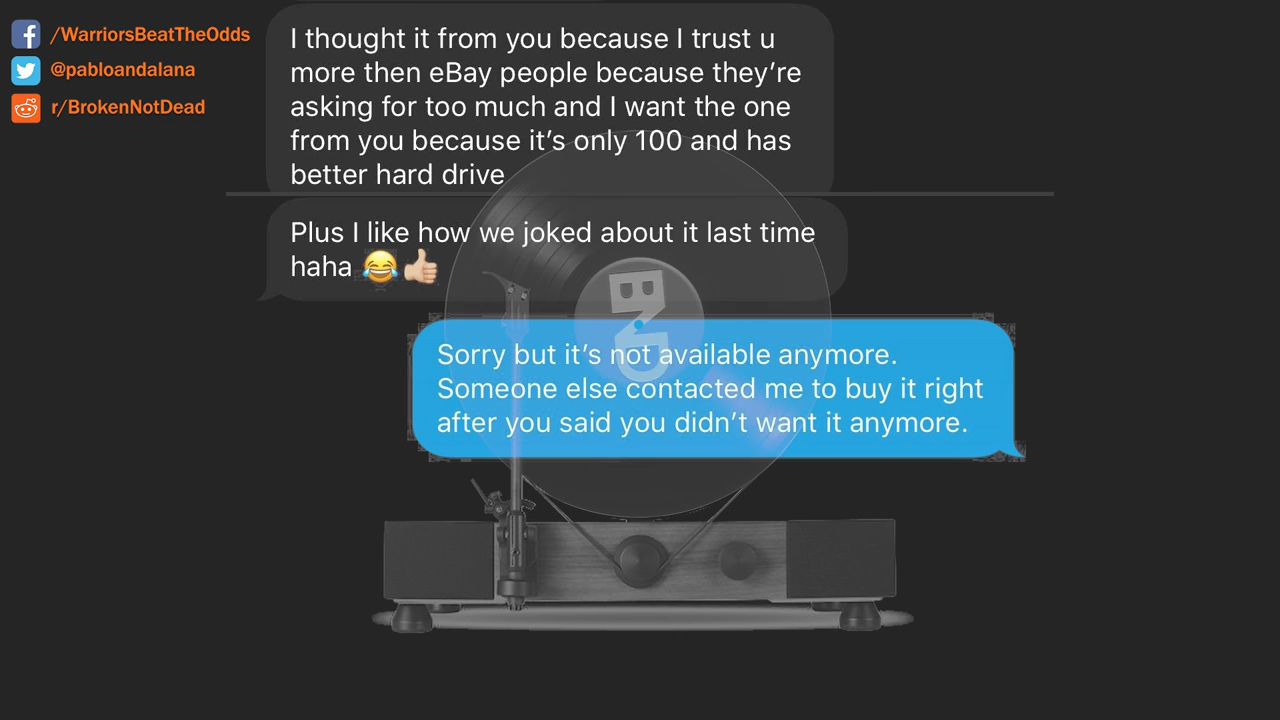 /WarriorsBeatTheOdds
@pabloandalana
r/BrokenNotDead
I thought it from you because I trust u
more then eBay people because they’re
asking for too much and I want the one
from you because it’s only 100 and has
better hard drive
Plus I like how we joked about it last time
haha 😂👍🏼
Sorry but it’s not available anymore.
Someone else contacted me to buy it right
after you said you didn’t want it anymore.